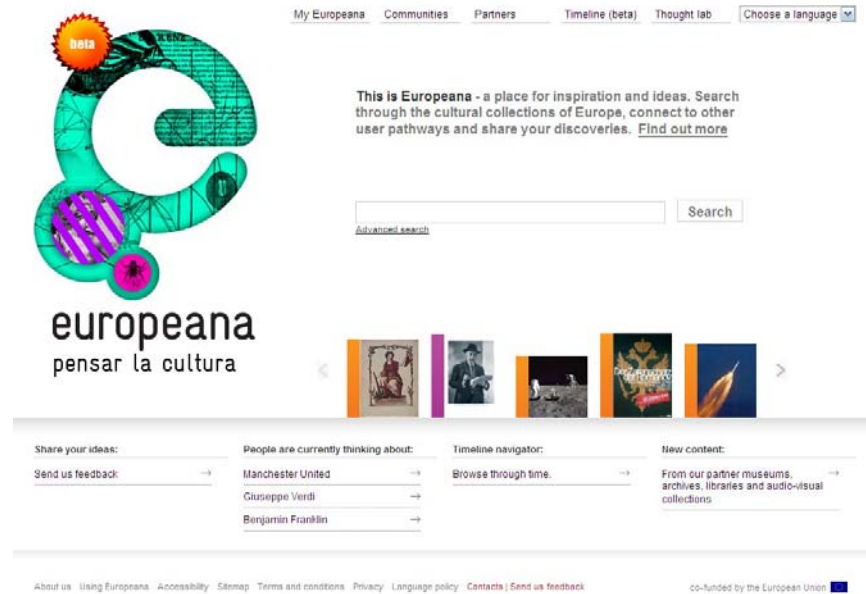 My Europeana Communities Partners Timeline (beta) Thought lab Choose a language
beta
This is Europeana - a place for inspiration and ideas. Search
through the cultural collections of Europe, connect to other
user pathways and share your discoveries. Find out more
Search
Advanced search
europeana
pensar la cultura
Share your ideas:
Send us feedback
People are currently thinking about:
Manchester United
Giuseppe Verdi
Benjamin Franklin
Timeline navigator:
Browse through time.
New content:
From our partner museums,
archives, libraries and audio-visual
collections
About us Using Europeana Accessibility Sitemap Terms and conditions Privacy Language policy Contacts | Send us feedback
co-funded by the European Union